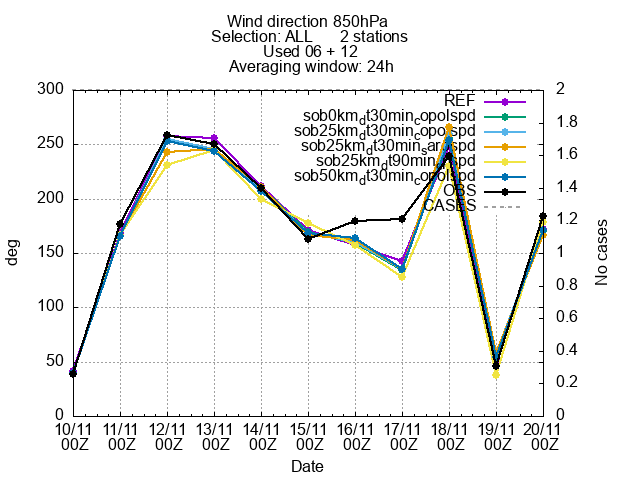 Wind direction 850hPa
Selection: ALL 2 stations
Used 06 + 12
Averaging window: 24h
300
250
200
150
100
50
0
deg
2
1.8
1.6
1.4
1.2
1
0.8
0.6
0.4
0.2
0
No cases
REF
sob0km_dt30min_copolspd
sob25km_dt30min_copolspd
sob25km_dt30min_s
sob25km_dt90min_c
sob50km_dt30min_copolspd
OBS
CASES
10/11 11/11 12/11 13/11 14/11 15/11 16/11 17/11 18/11 19/11 20/11
00Z 00Z 00Z 00Z 00Z 00Z 00Z 00Z 00Z 00Z 00Z
Date